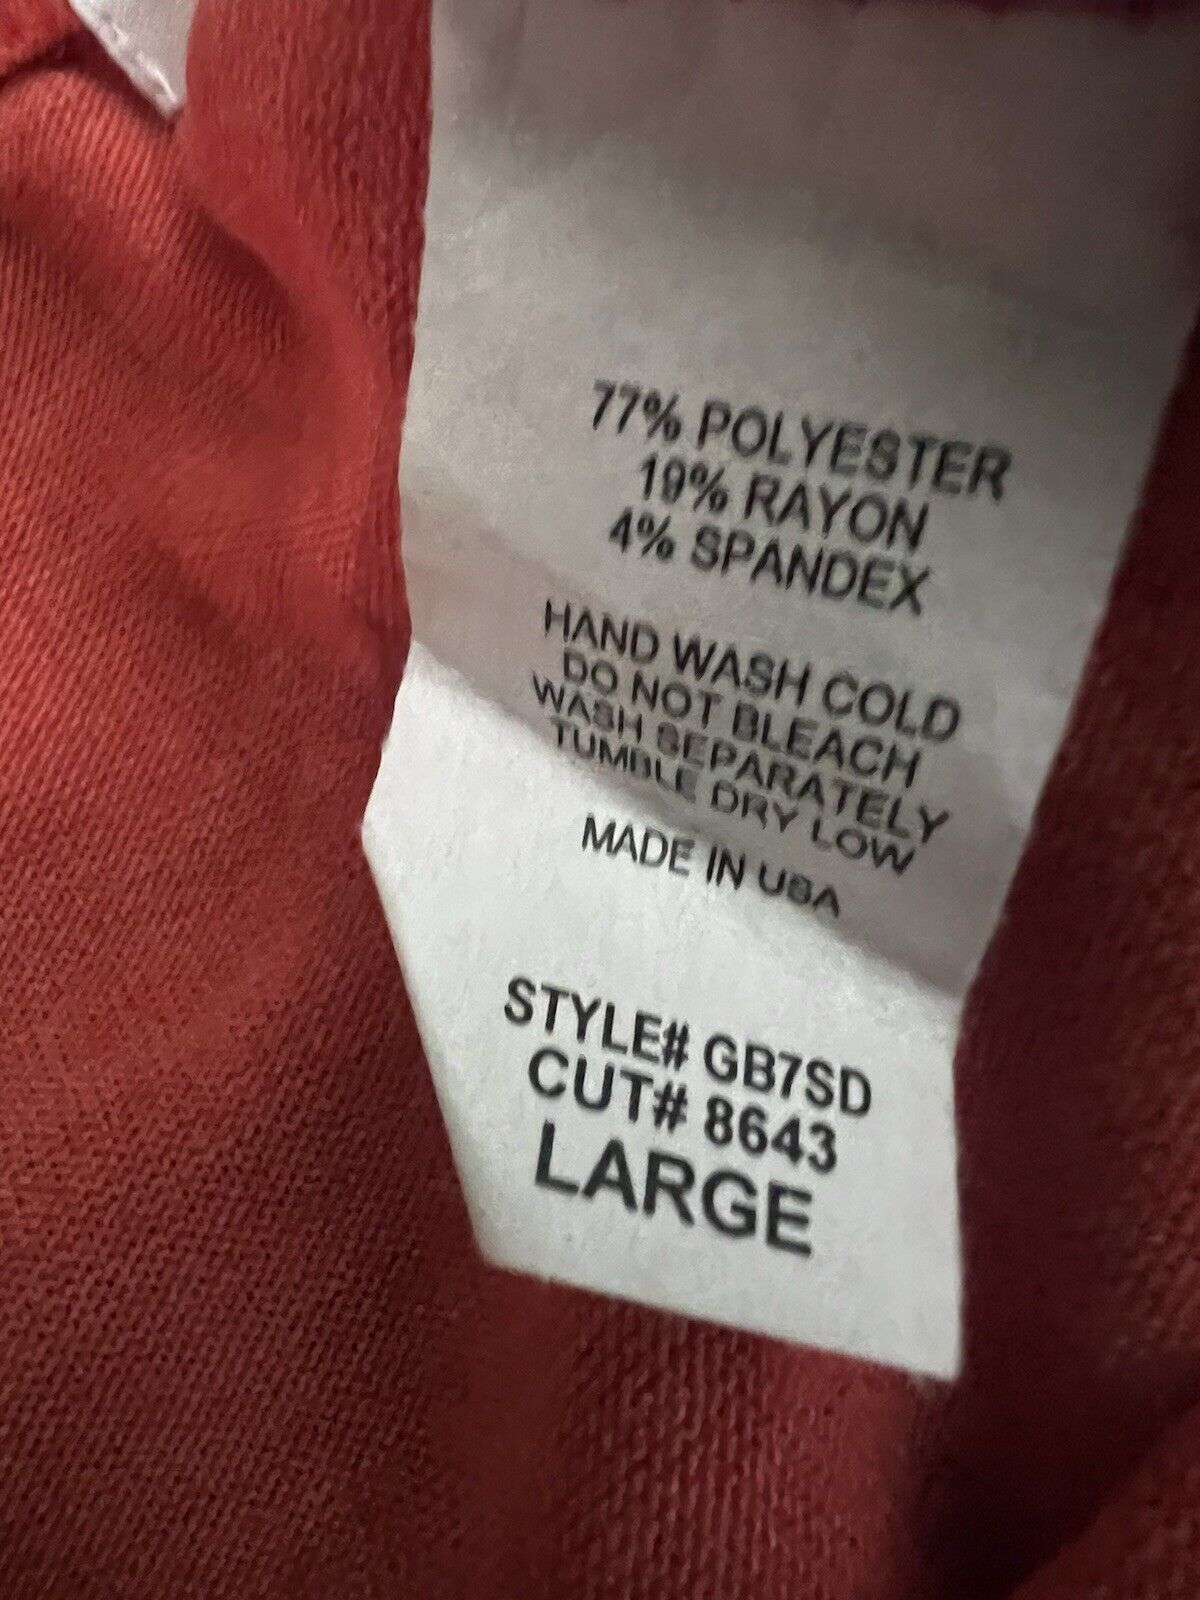 77% POLYESTER
19% RAYON
4% SPANDEX
HAND WASH COLD
DO NOT BLEACH
WASH SEPARATELY
TUMBLE DRY LOW
MADE IN USA
STYLE# GB7SD
CUT# 8643
LARGE